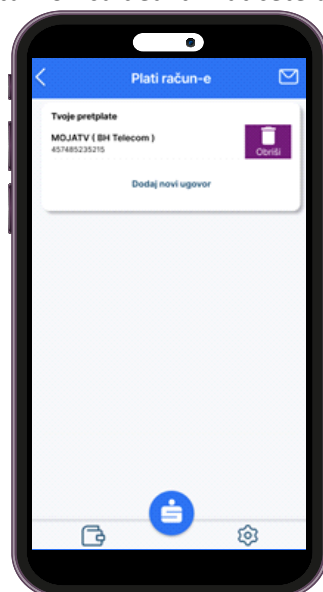 Plati račun-e
Tvoje pretplate
MOJATV ( BH Telecom )
457485235215
Obriši
Dodaj novi ugovor